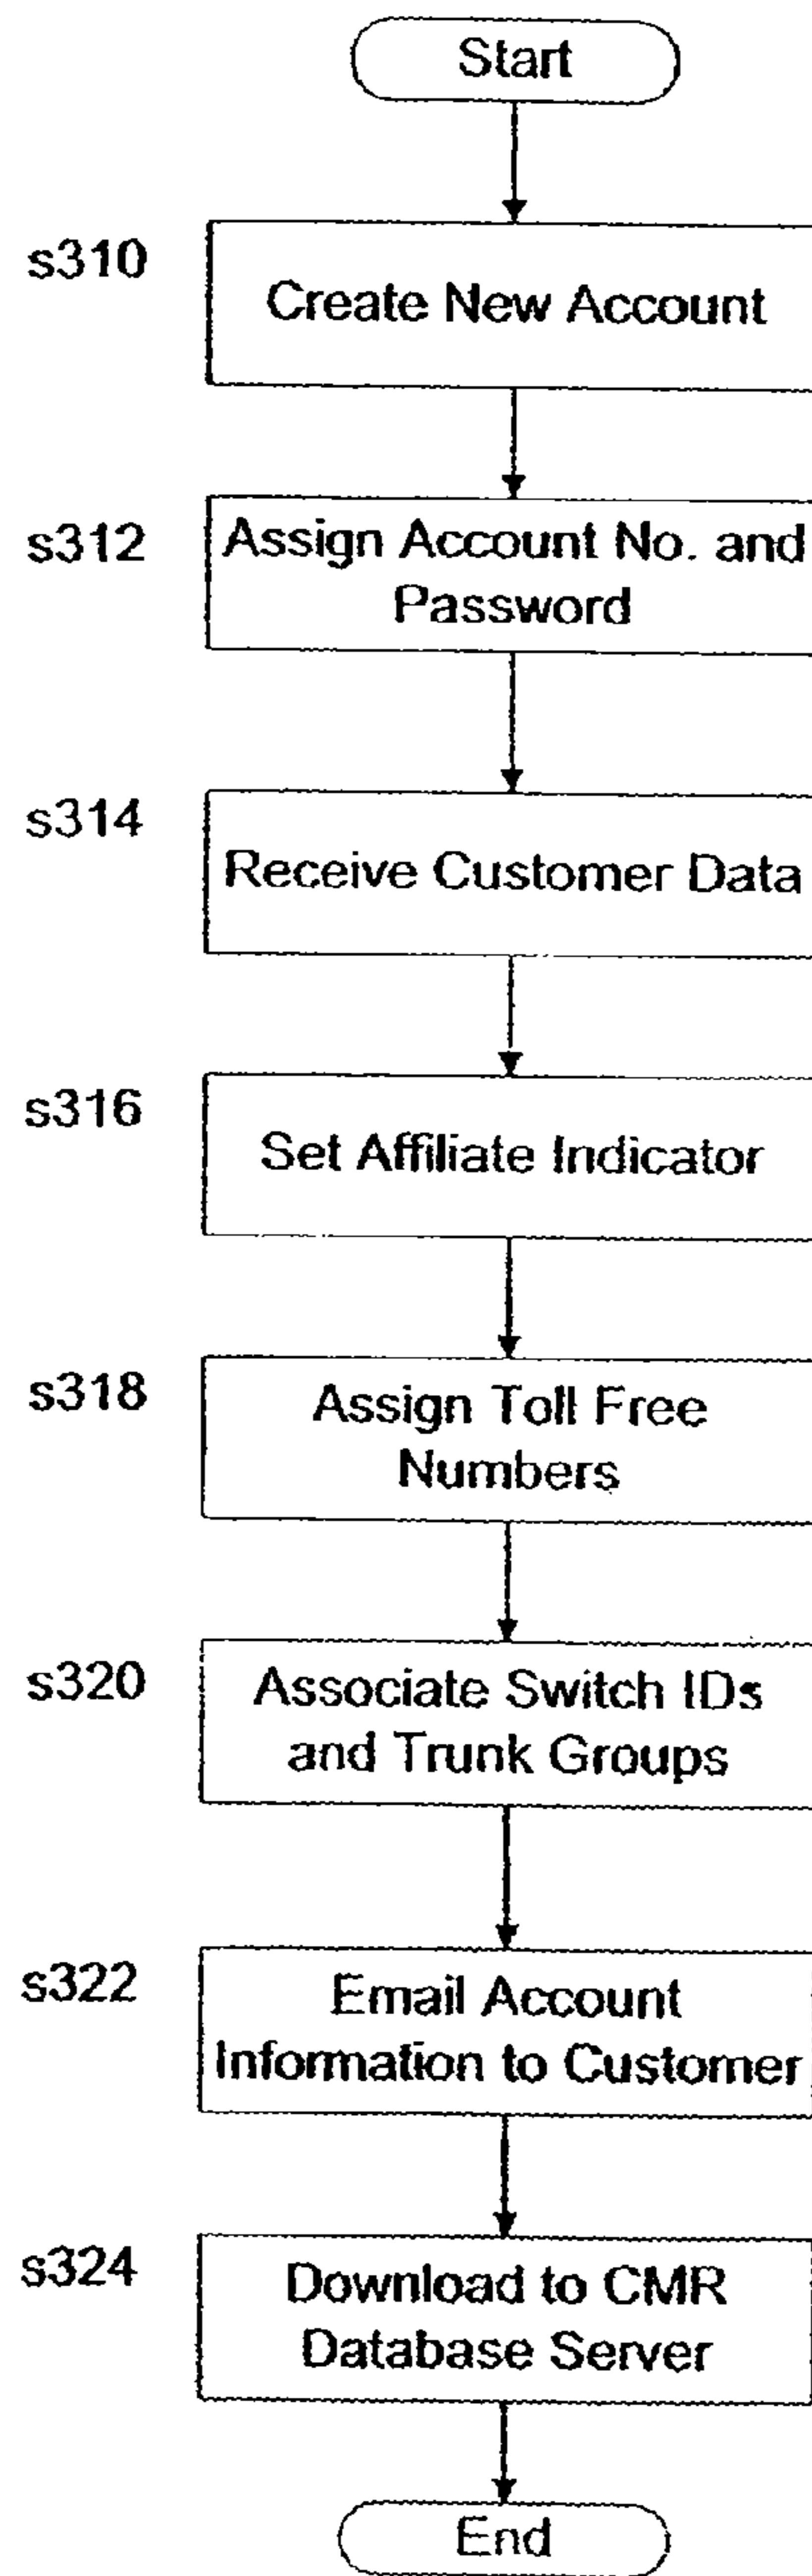 Start
s310
Create New Account
s312
Assign Account No. and
Password
s314
Receive Customer Data
s316
Set Affiliate Indicator
s318
Assign Toll Free
Numbers
s320
Associate Switch IDs
and Trunk Groups
s322
Email Account
Information to Customer
s324
Download to CMR
Database Server
End